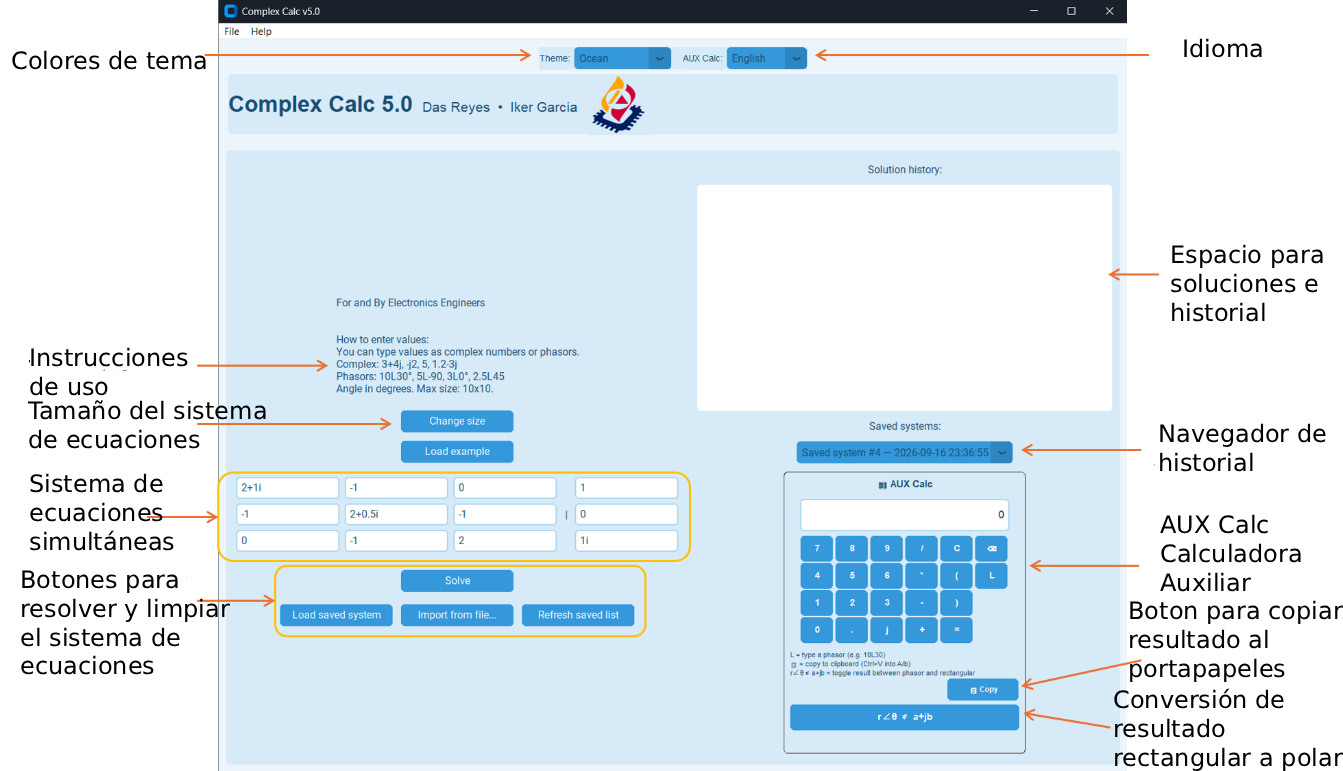 Complex Calc v5.0
File Help
Colores de tema
Theme: Ocean AUX Calc: English
Idioma
Complex Calc 5.0 Das Reyes • Iker Garcia
Solution history:
Espacio para
soluciones e
historial
For and By Electronics Engineers
How to enter values:
You can type values as complex numbers or phasors.
Complex: 3+4j, -j2, 5, 1.2-3j
Phasors: 10L30°, 5L-90, 3L0°, 2.5L45
Angle in degrees. Max size: 10x10.
Instrucciones
de uso
Tamaño del sistema
de ecuaciones
Change size
Load example
Saved systems:
Saved system #4 — 2026-09-16 23:36:55
Navegador de
historial
Sistema de
ecuaciones
simultáneas
2+1i -1 0 1
-1 2+0.5i -1 | 0
0 -1 2 1i
Botones para
resolver y limpiar
el sistema de
ecuaciones
Solve
Load saved system Import from file... Refresh saved list
AUX Calc
0
7 8 9 / C ⌫
4 5 6 * ( L
1 2 3 - )
0 . j + =
L = type a phasor (e.g. 10L30)
= copy to clipboard (Ctrl+V into A/b)
r∠θ ⇄ a+jb = toggle result between phasor and rectangular
Copy
r∠θ ⇄ a+jb
AUX Calc
Calculadora
Auxiliar
Boton para copiar
resultado al
portapapeles
Conversión de
resultado
rectangular a polar